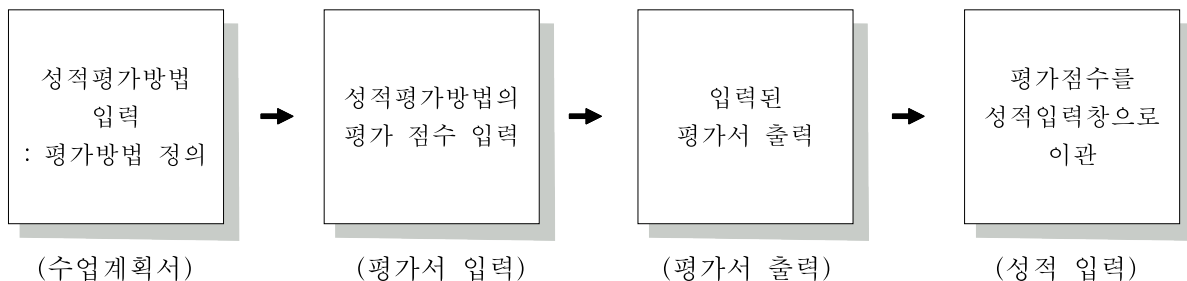 성적평가방법
입력
: 평가방법 정의
(수업계획서)
성적평가방법의
평가 점수 입력
(평가서 입력)
입력된
평가서 출력
(평가서 출력)
평가점수를
성적입력창으로
이관
(성적 입력)